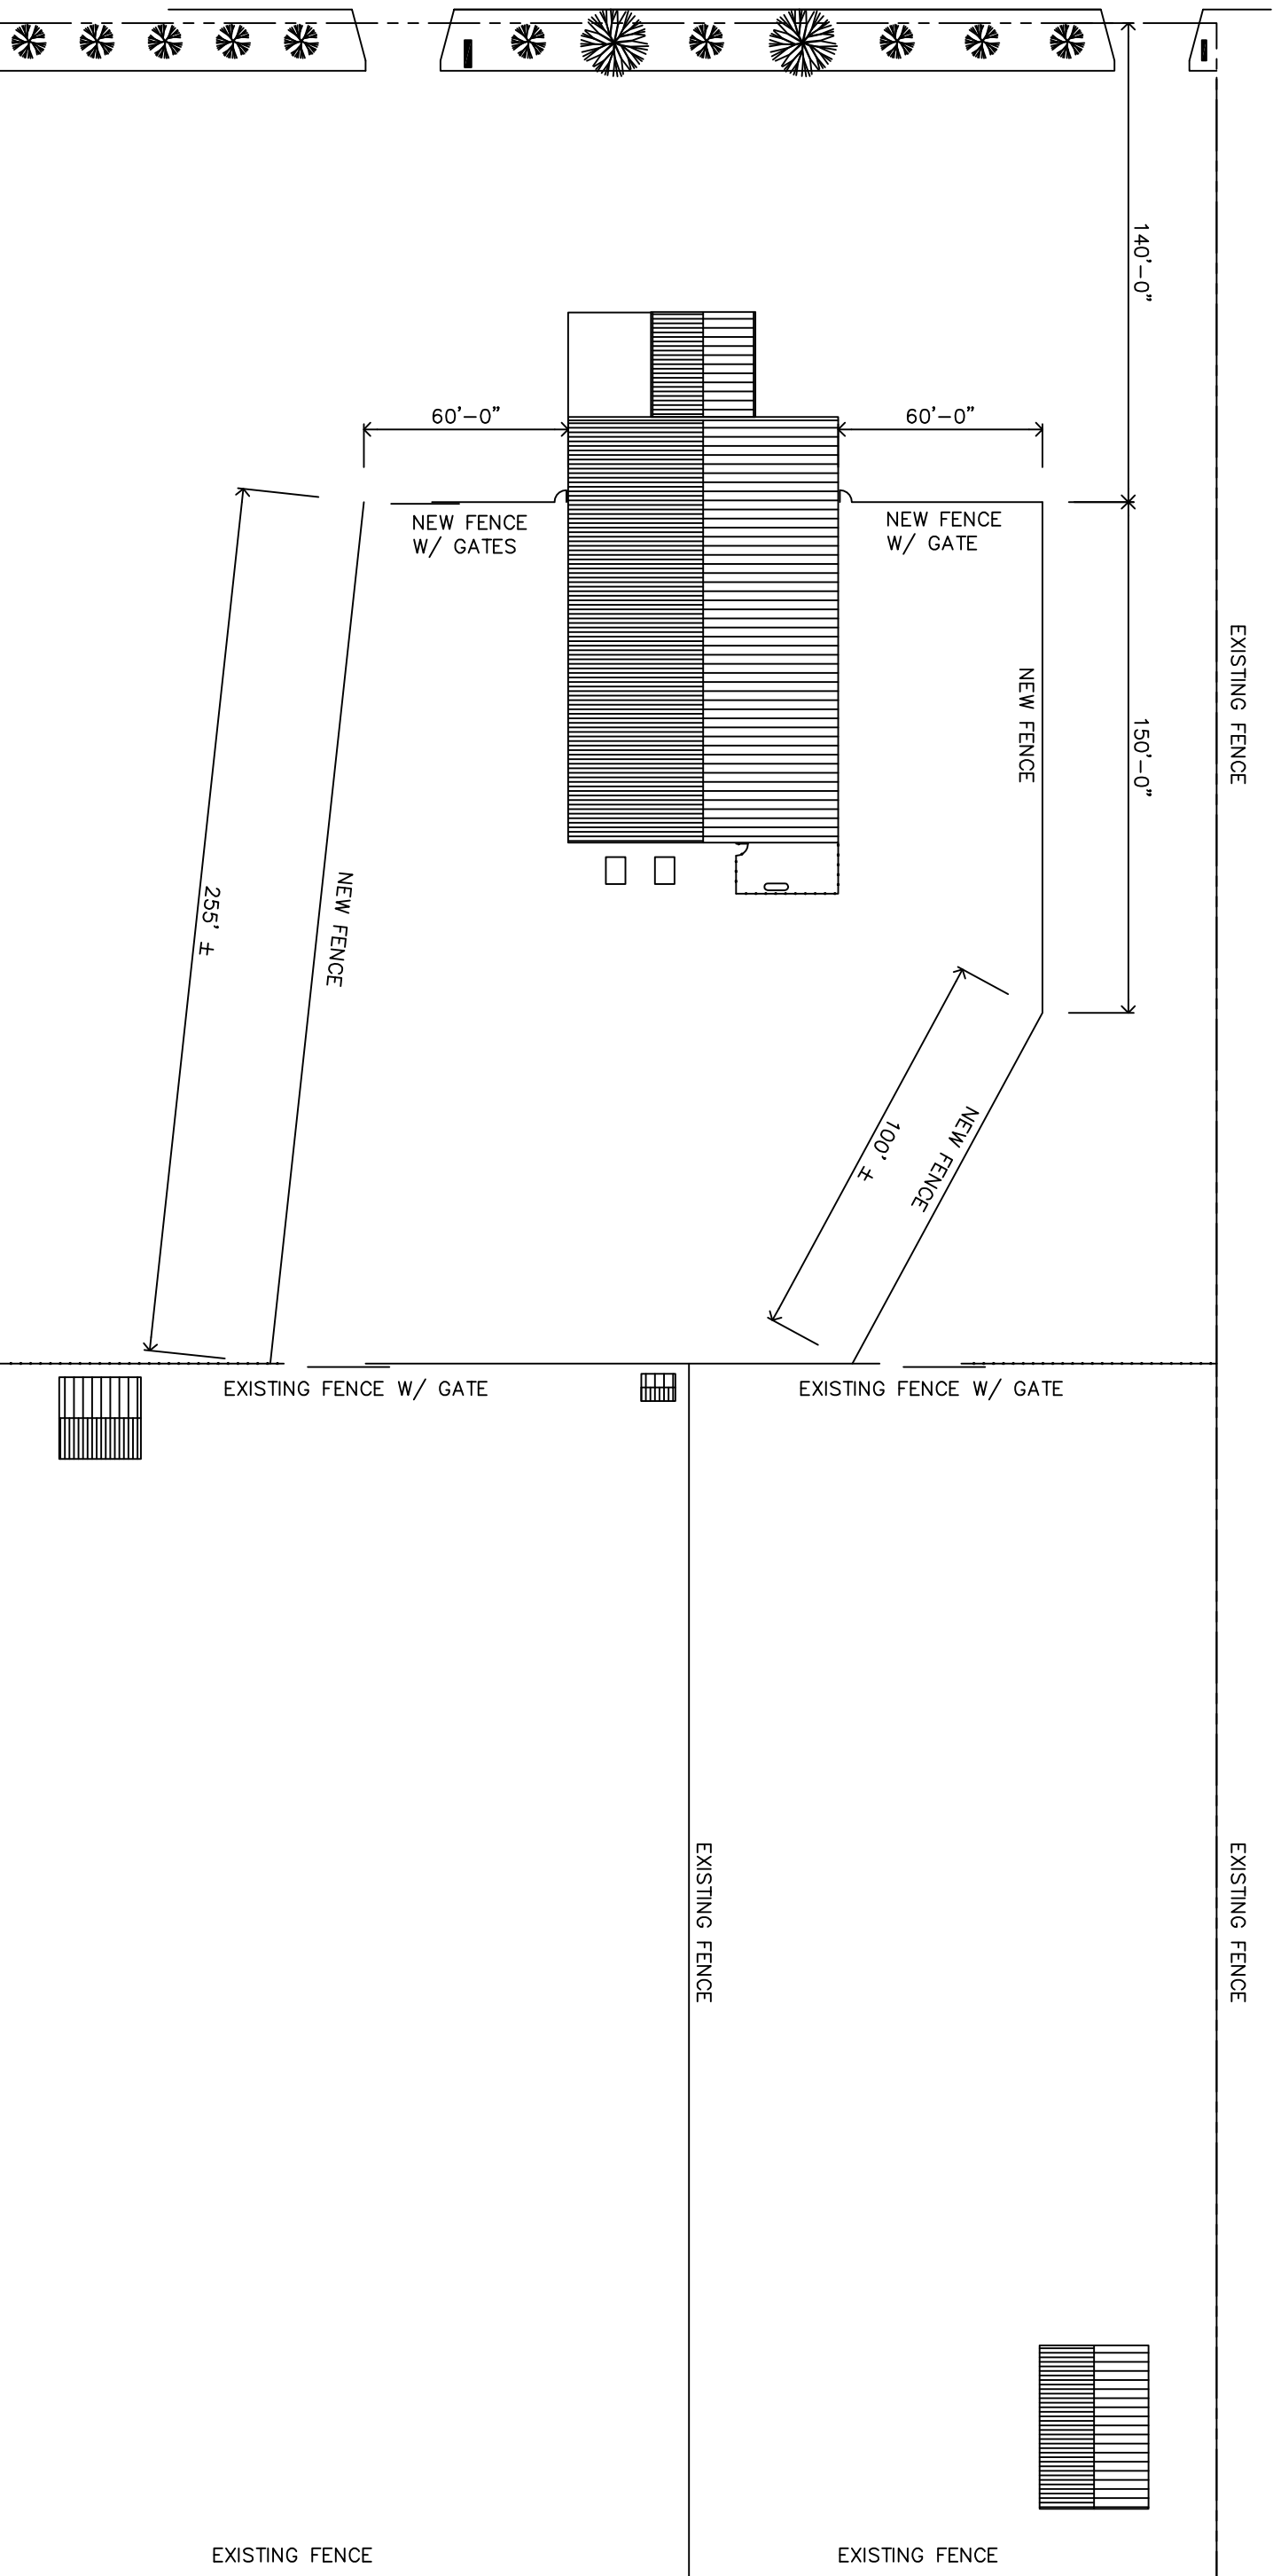 140'-0"
60'-0"
60'-0"
NEW FENCE
W/ GATES
NEW FENCE
W/ GATE
EXISTING FENCE
NEW FENCE
150'-0"
NEW FENCE
255' ±
NEW FENCE
100' ±
EXISTING FENCE W/ GATE
EXISTING FENCE W/ GATE
EXISTING FENCE
EXISTING FENCE
EXISTING FENCE
EXISTING FENCE